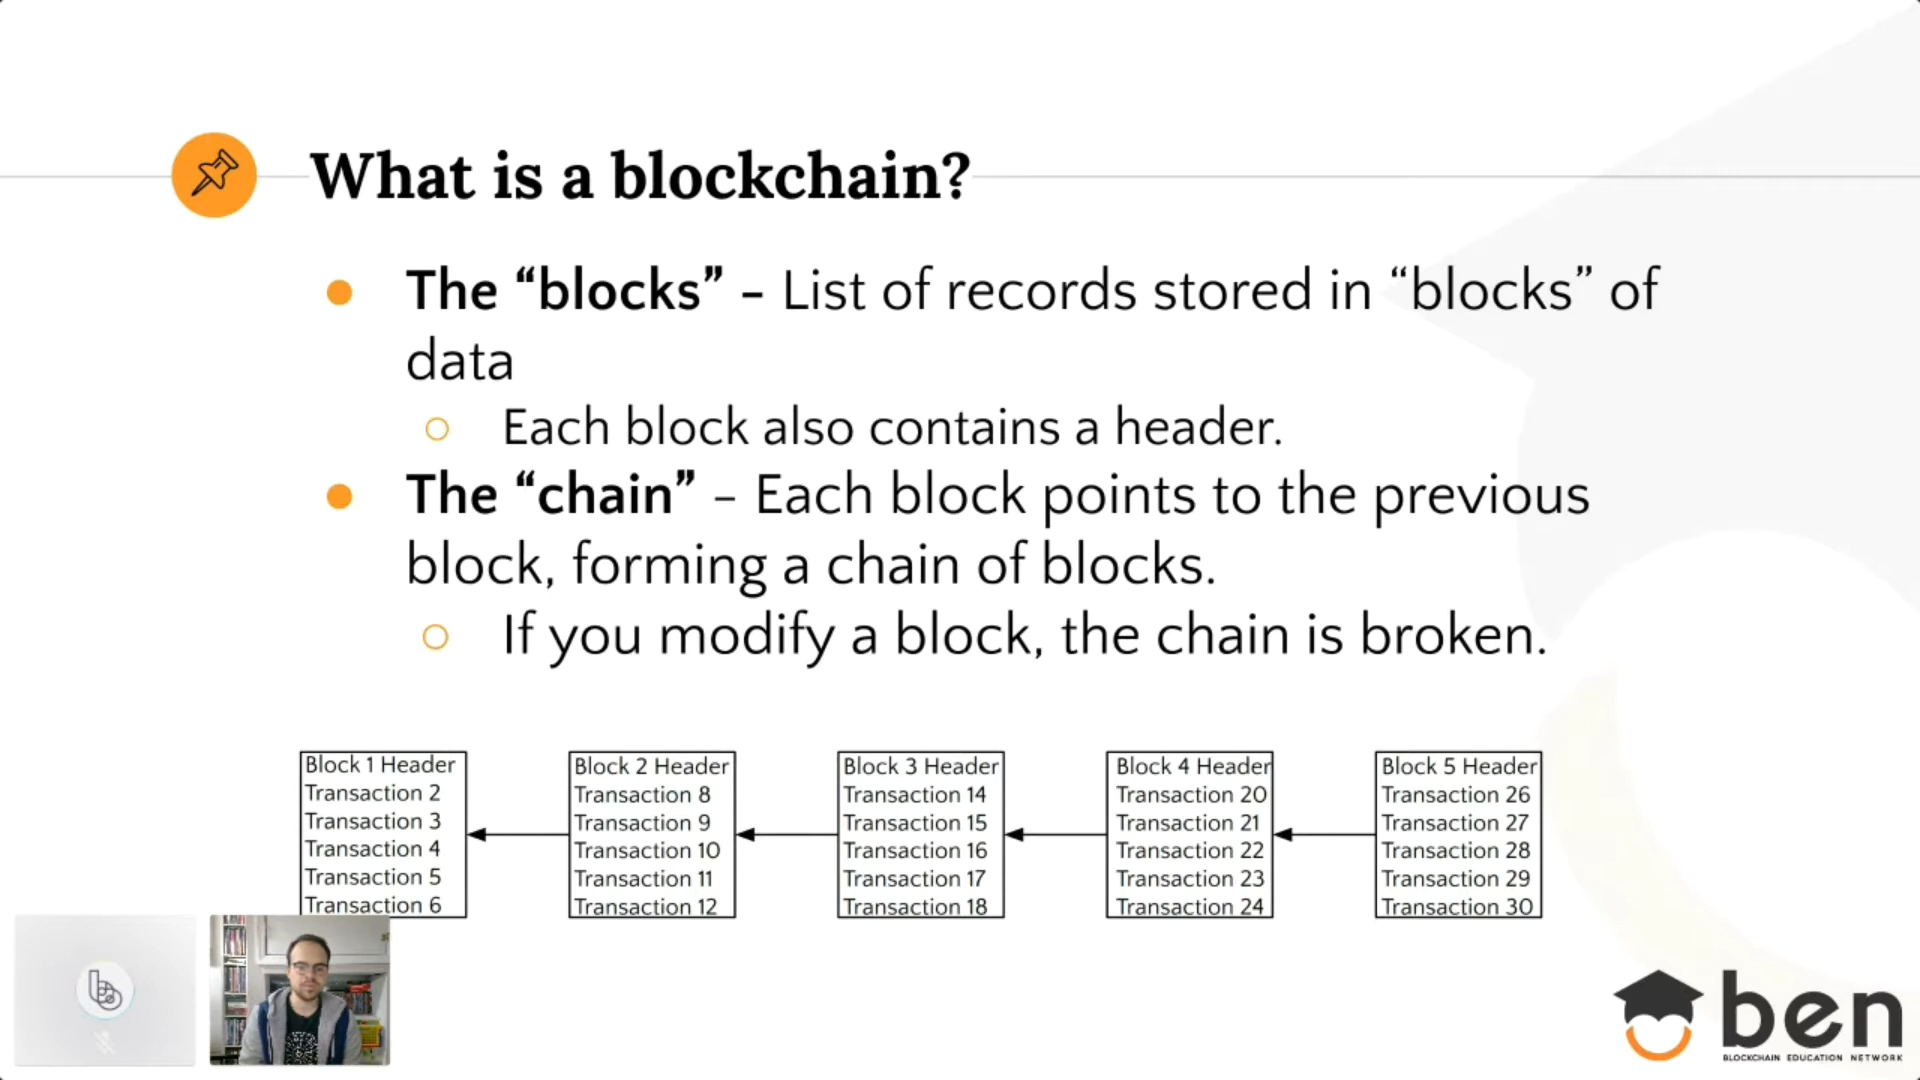 What is a blockchain?
The “blocks” – List of records stored in “blocks” of
data
Each block also contains a header.
The “chain” – Each block points to the previous
block, forming a chain of blocks.
If you modify a block, the chain is broken.
Block 1 Header
Transaction 2
Transaction 3
Transaction 4
Transaction 5
Transaction 6
Block 2 Header
Transaction 8
Transaction 9
Transaction 10
Transaction 11
Transaction 12
Block 3 Header
Transaction 14
Transaction 15
Transaction 16
Transaction 17
Transaction 18
Block 4 Header
Transaction 20
Transaction 21
Transaction 22
Transaction 23
Transaction 24
Block 5 Header
Transaction 26
Transaction 27
Transaction 28
Transaction 29
Transaction 30
ben
BLOCKCHAIN EDUCATION NETWORK